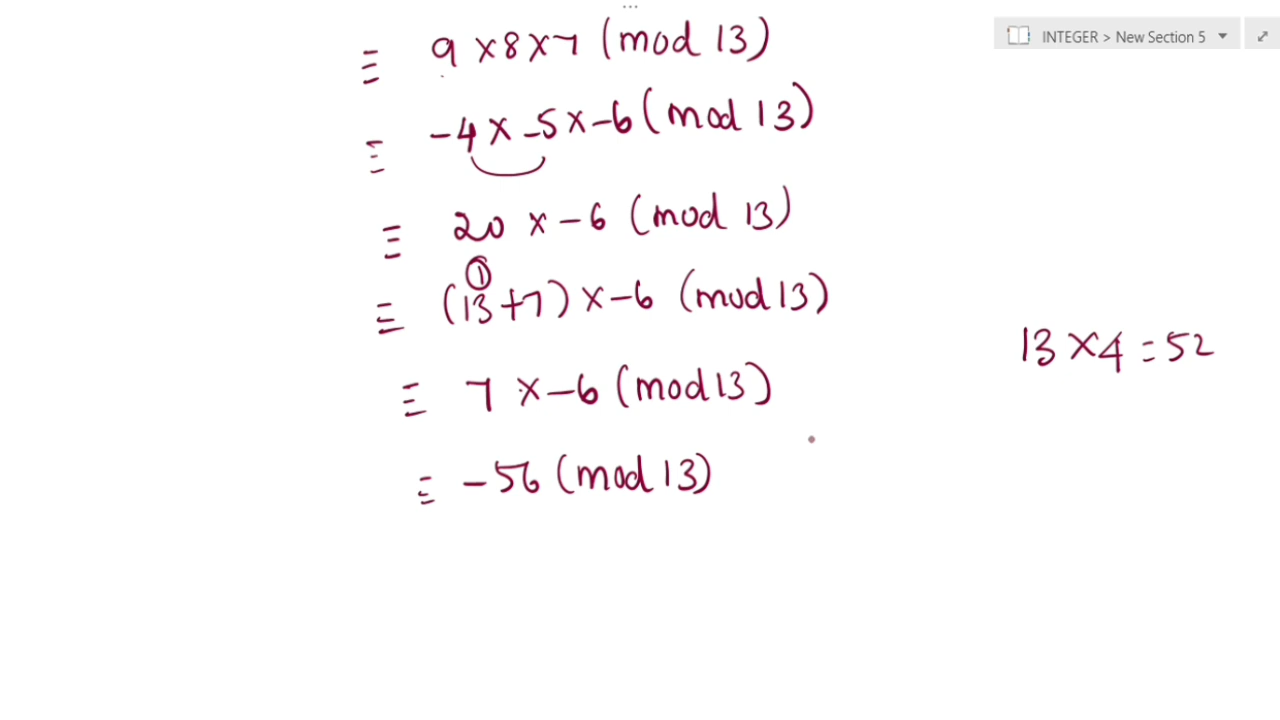 INTEGER > New Section 5
≡ 9 x 8 x 7 (mod 13)
≡ -4 x -5 x -6 (mod 13)
≡ 20 x -6 (mod 13)
①
≡ (13+7) x -6 (mod 13)
13 x 4 = 52
≡ 7 x -6 (mod 13)
≡ -56 (mod 13)